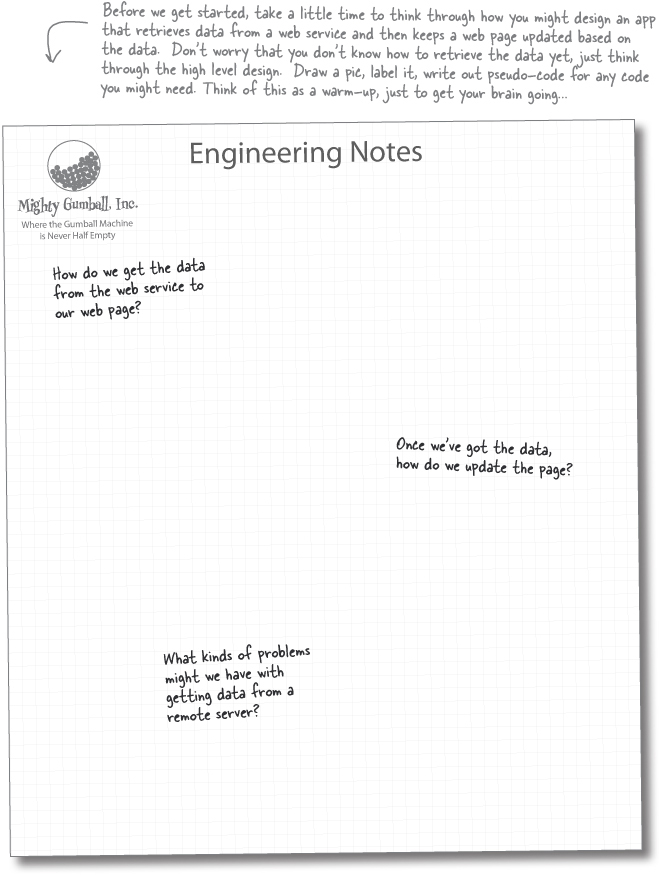 Before we get started, take a little time to think through how you might design an app
that retrieves data from a web service and then keeps a web page updated based on
the data. Don't worry that you don't know how to retrieve the data yet, just think
through the high level design. Draw a pic, label it, write out pseudo-code for any code
you might need. Think of this as a warm-up, just to get your brain going...
Engineering Notes
Mighty Gumball, Inc.
Where the Gumball Machine
is Never Half Empty
How do we get the data
from the web service to
our web page?
Once we've got the data,
how do we update the page?
What kinds of problems
might we have with
getting data from a
remote server?